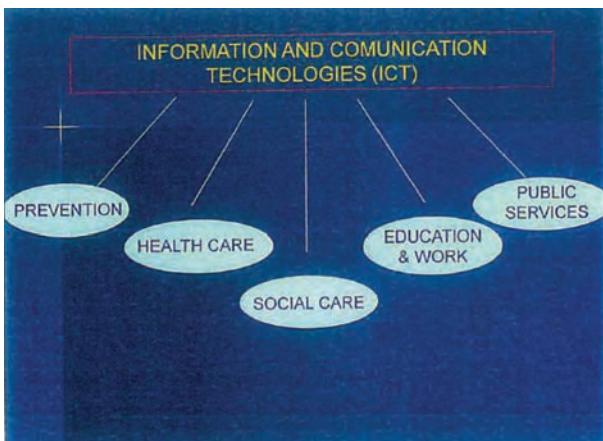 INFORMATION AND COMUNICATION
TECHNOLOGIES (ICT)
PREVENTION
HEALTH CARE
SOCIAL CARE
EDUCATION
& WORK
PUBLIC
SERVICES